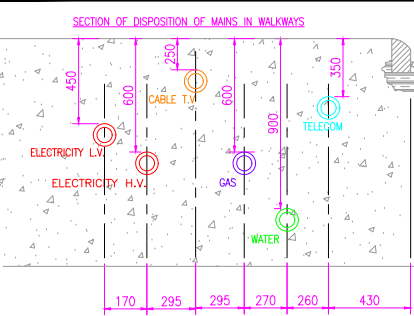 SECTION OF DISPOSITION OF MAINS IN WALKWAYS
450
600
250
600
900
350
CABLE T.V
TELECOM
ELECTRICITY L.V.
ELECTRICITY H.V.
GAS
WATER
170
295
295
270
260
430